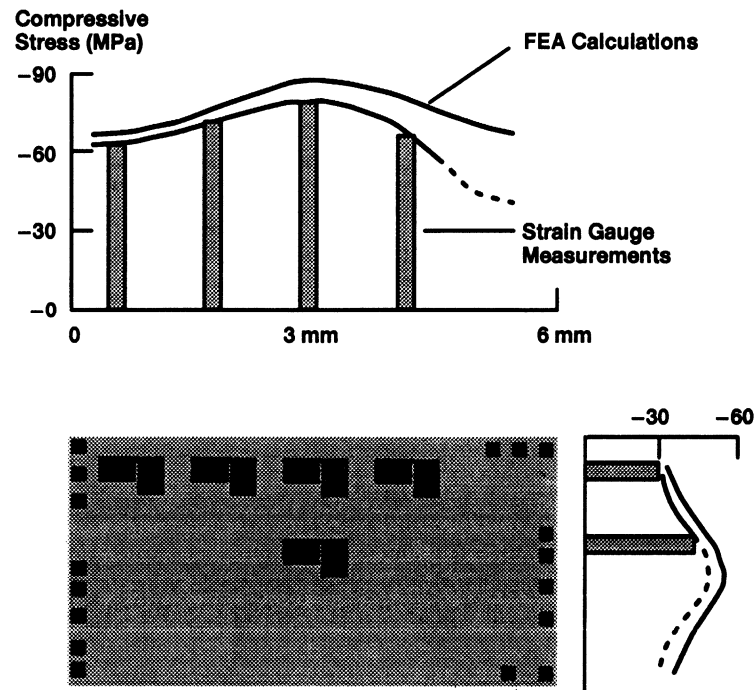 Compressive
Stress (MPa)
FEA Calculations
–90
–60
–30
–0
Strain Gauge
Measurements
0
3 mm
6 mm
–30
–60